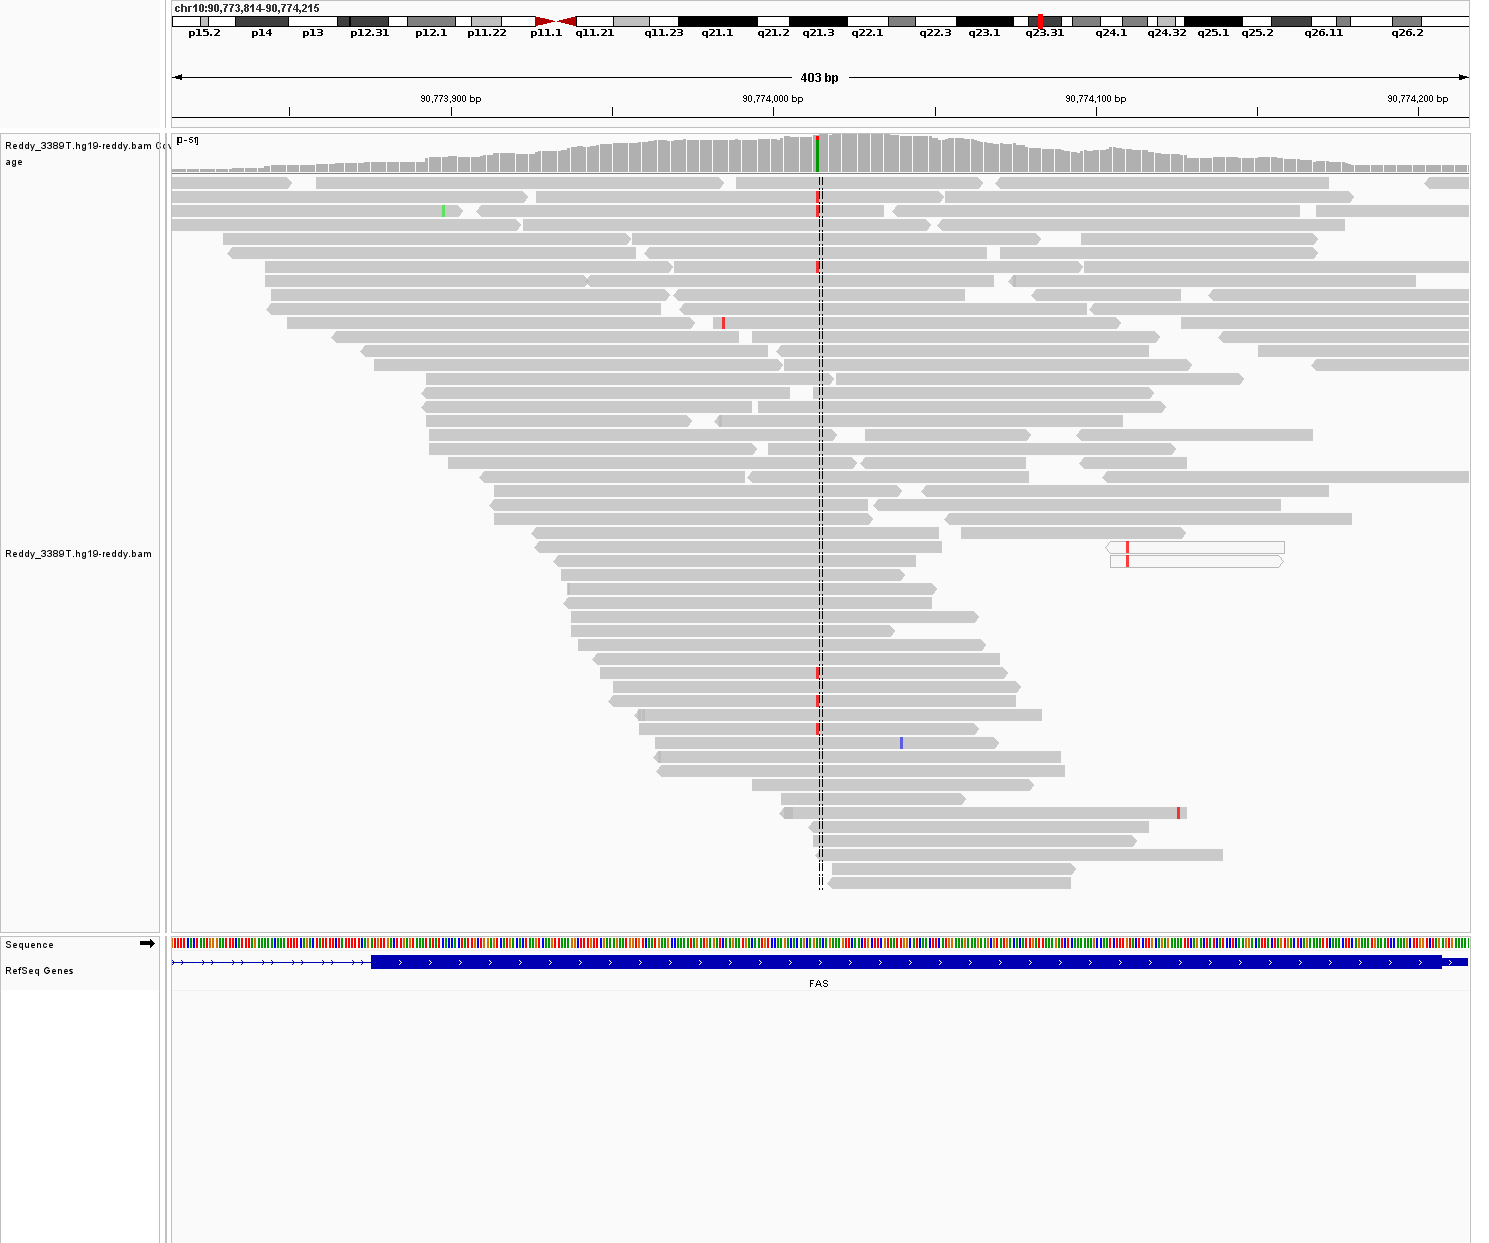 chr10:90,773,814-90,774,215
p15.2 p14 p13 p12.31 p12.1 p11.22 p11.1 q11.21 q11.23 q21.1 q21.2 q21.3 q22.1 q22.3 q23.1 q23.31 q24.1 q24.32 q25.1 q25.2 q26.11 q26.2
403 bp
90,773,900 bp 90,774,000 bp 90,774,100 bp 90,774,200 bp
[0-51]
Reddy_3389T.hg19-reddy.bam Cov
age
Reddy_3389T.hg19-reddy.bam
Sequence
RefSeq Genes
FAS